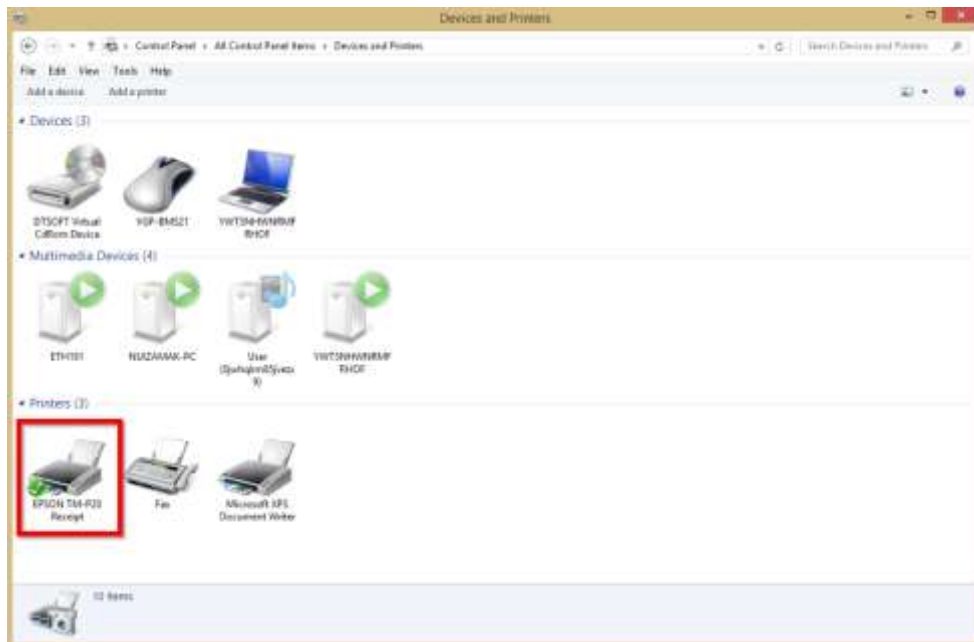 Devices and Printers
Control Panel
All Control Panel Items
Devices and Printers
Search Devices and Printers
File Edit View Tools Help
Add a device Add a printer
Devices (3)
DTSOFT Virtual
CdRom Device
VGP-BMS21
Multimedia Devices (4)
ETH101
NIAZAMAK-PC
User
Printers (3)
EPSON TM-P20
Receipt
Fax
Microsoft XPS
Document Writer
10 items